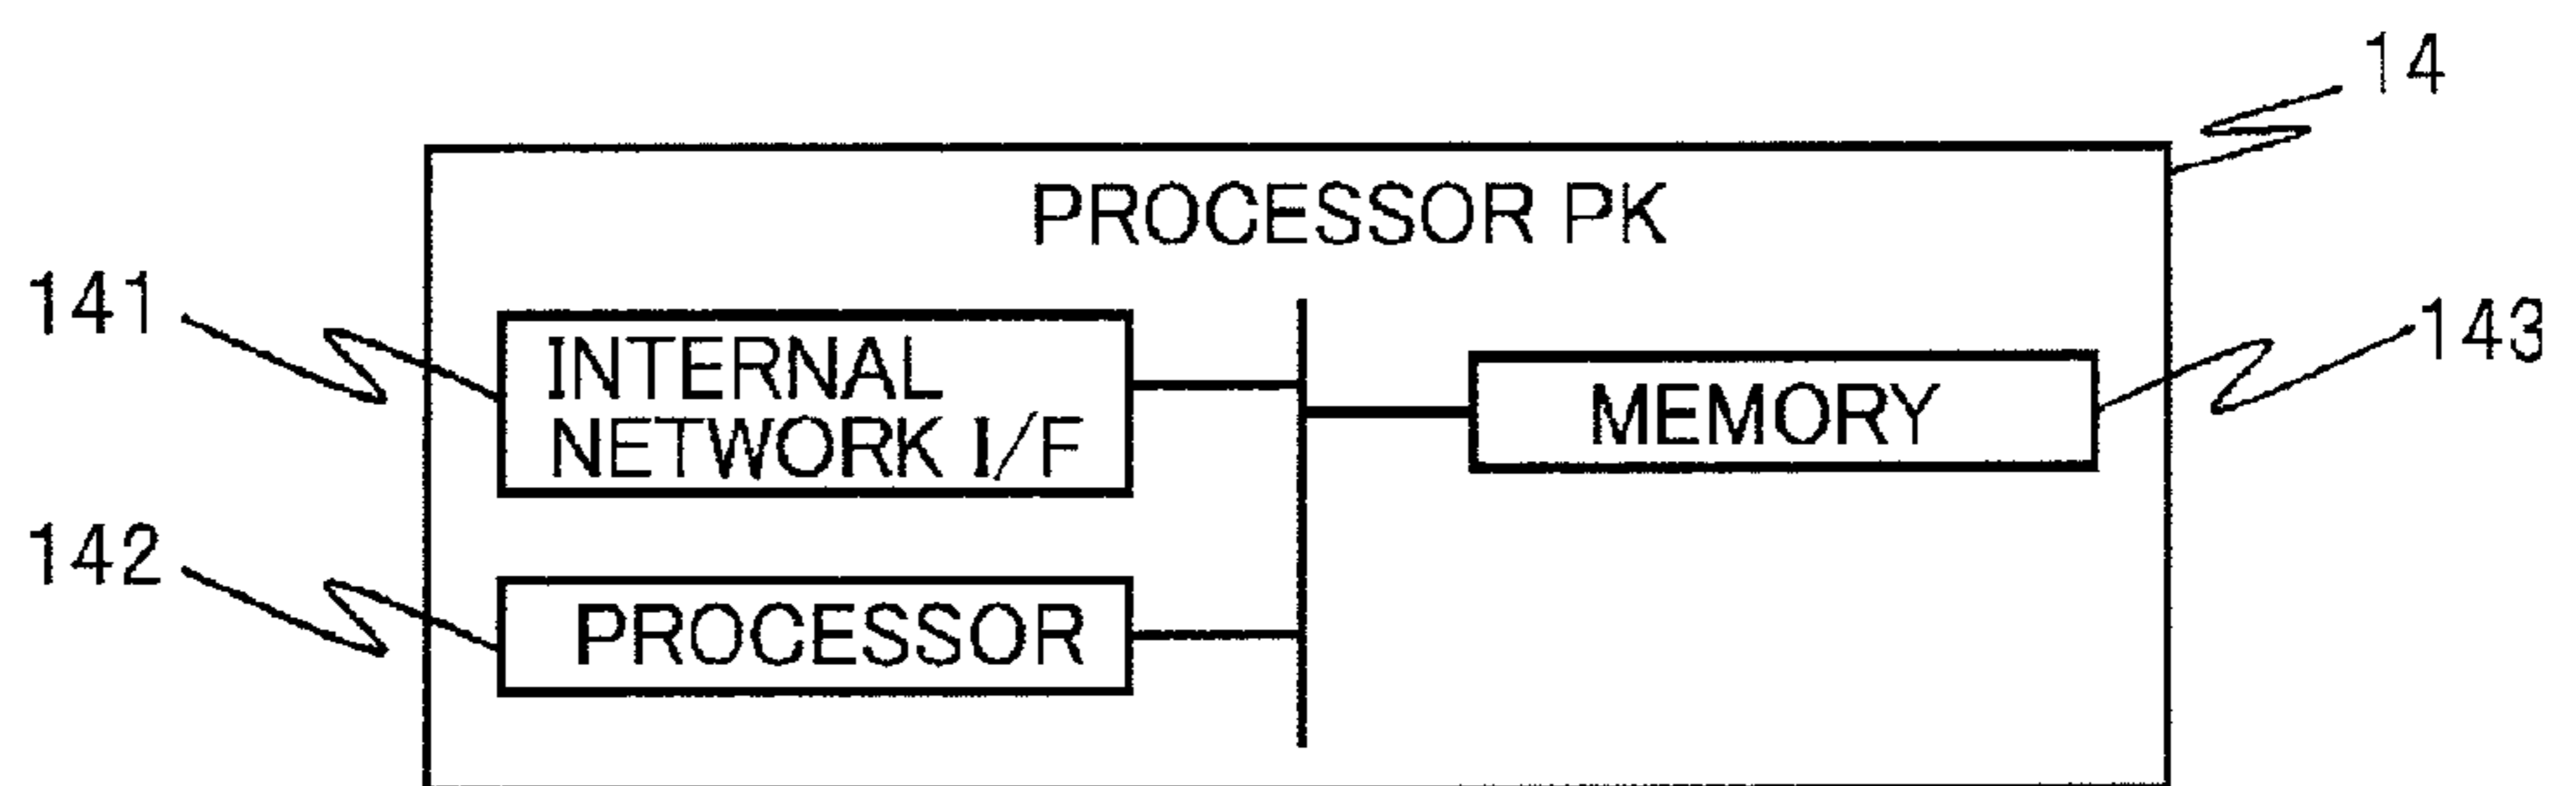 14
PROCESSOR PK
141
INTERNAL
NETWORK I/F
MEMORY
143
142
PROCESSOR